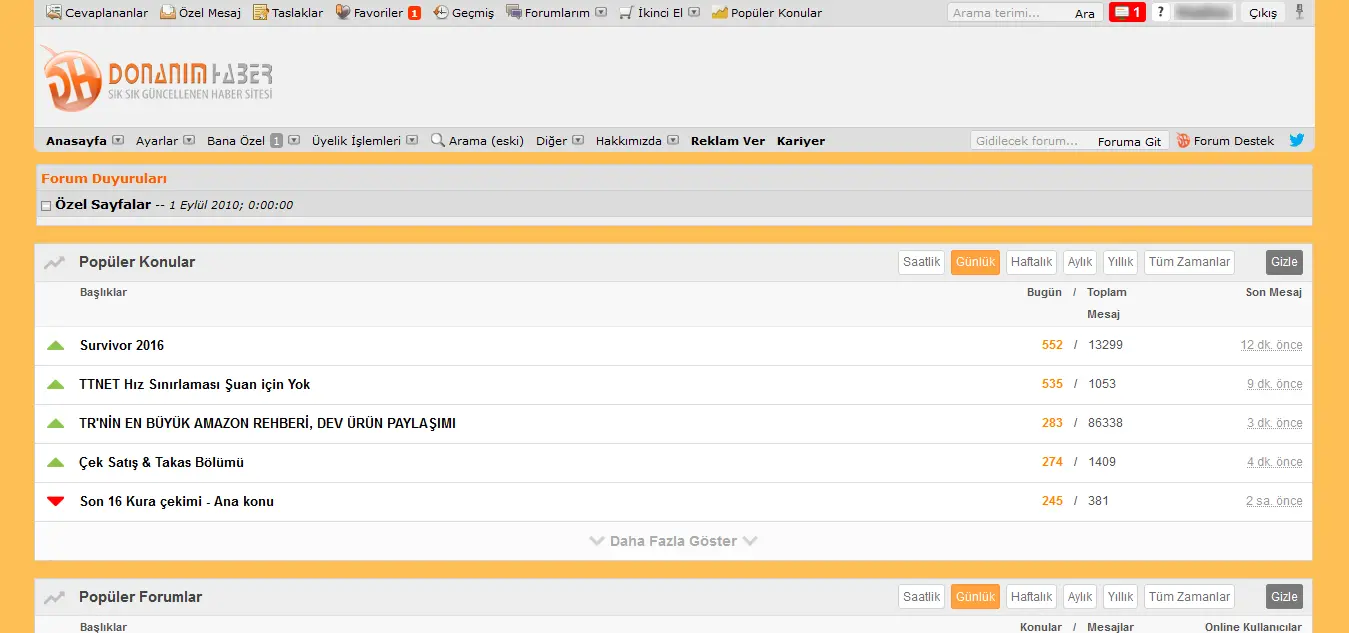 Cevaplananlar Özel Mesaj Taslaklar Favoriler 1 Geçmiş Forumlarım İkinci El Popüler Konular Arama terimi... Ara 1 ? Çıkış
DONANIMHABER
SIK SIK GÜNCELLENEN HABER SİTESİ
Anasayfa Ayarlar Bana Özel 1 Üyelik İşlemleri Arama (eski) Diğer Hakkımızda Reklam Ver Kariyer Gidilecek forum... Foruma Git Forum Destek
Forum Duyuruları
Özel Sayfalar -- 1 Eylül 2010; 0:00:00
Popüler Konular Saatlik Günlük Haftalık Aylık Yıllık Tüm Zamanlar Gizle
Başlıklar Bugün / Toplam Son Mesaj
Mesaj
Survivor 2016 552 / 13299 12 dk. önce
TTNET Hız Sınırlaması Şuan için Yok 535 / 1053 9 dk. önce
TR'NİN EN BÜYÜK AMAZON REHBERİ, DEV ÜRÜN PAYLAŞIMI 283 / 86338 3 dk. önce
Çek Satış & Takas Bölümü 274 / 1409 4 dk. önce
Son 16 Kura çekimi - Ana konu 245 / 381 2 sa. önce
Daha Fazla Göster
Popüler Forumlar Saatlik Günlük Haftalık Aylık Yıllık Tüm Zamanlar Gizle
Başlıklar Konular / Mesajlar Online Kullanıcılar